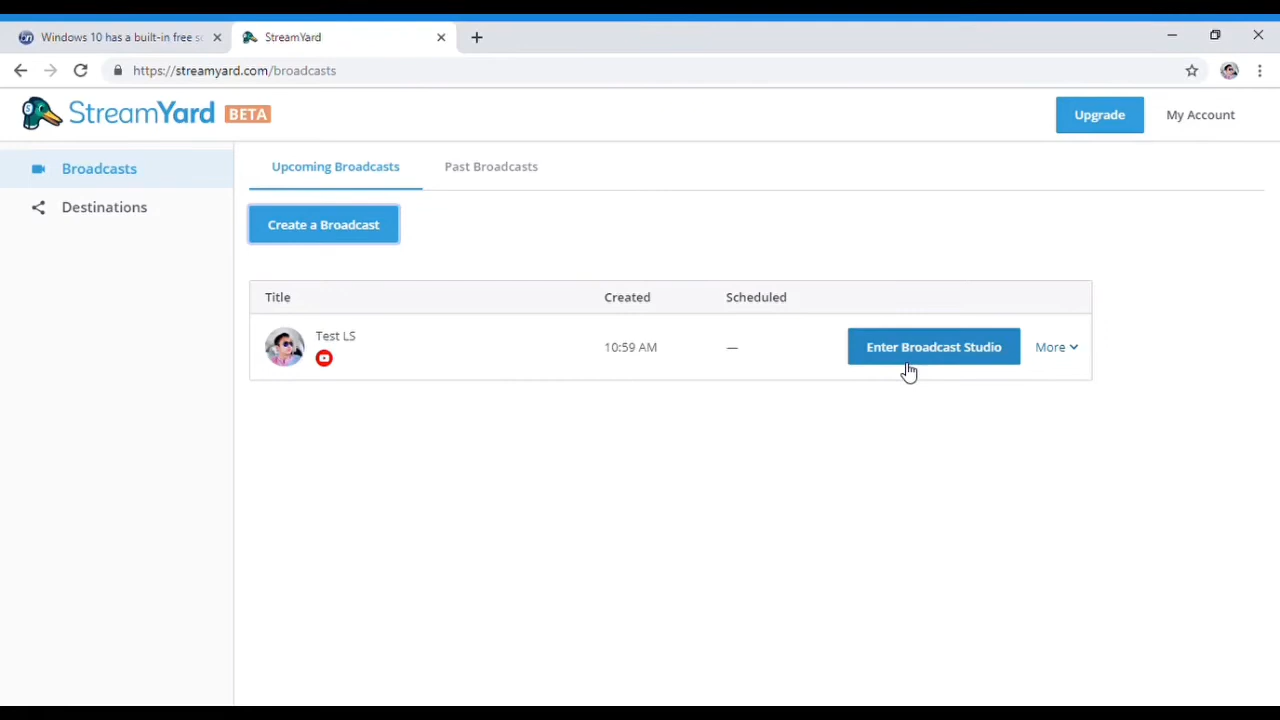 Windows 10 has a built-in free sc
StreamYard
https://streamyard.com/broadcasts
StreamYard BETA
Upgrade
My Account
Broadcasts
Destinations
Upcoming Broadcasts
Past Broadcasts
Create a Broadcast
Title
Created
Scheduled
Test LS
10:59 AM
—
Enter Broadcast Studio
More